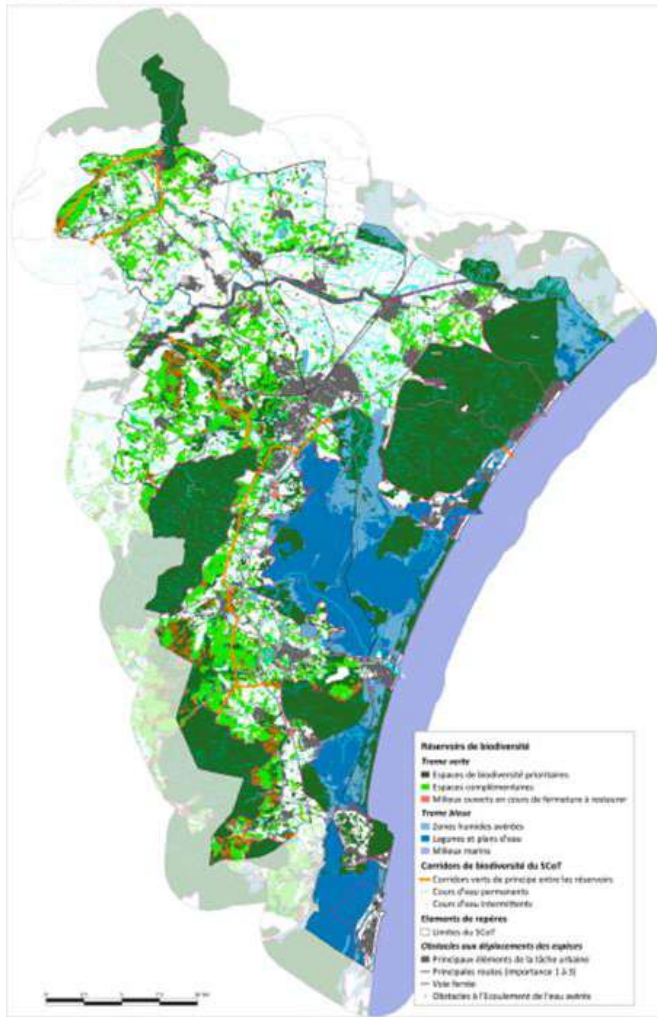 Réservoirs de biodiversité
Trame verte
Espaces de biodiversité prioritaires
Espaces complémentaires
Milieux ouverts en cours de fermeture à restaurer
Trame bleue
Zones humides avérées
Lagunes et plans d'eau
Milieux marins
Corridors de biodiversité du SCoT
Corridors verts de principe entre les réservoirs
Cours d'eau permanents
Cours d'eau intermittents
Elements de repères
Limites du SCoT
Obstacles aux déplacements des espèces
Principaux éléments de la tâche urbaine
Principales routes (importance 1 à 3)
Voie ferrée
Obstacles à l'Ecoulement de l'eau avérés